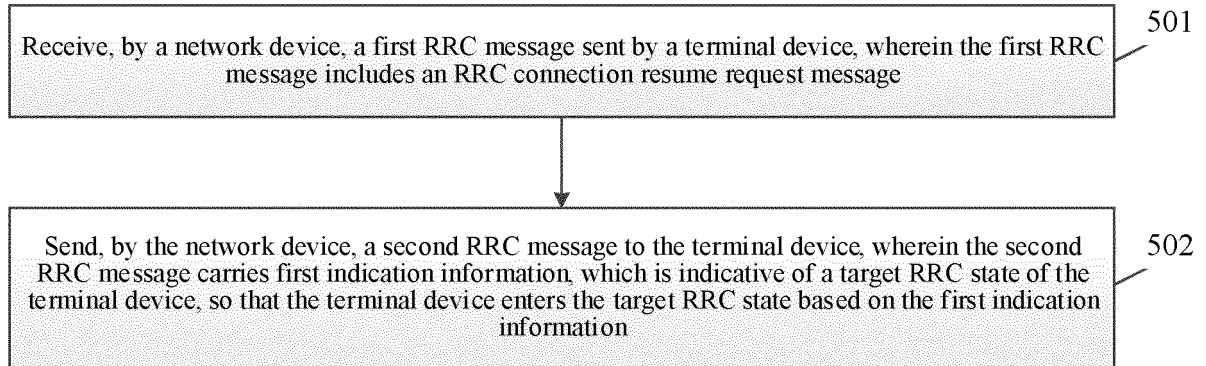 Receive, by a network device, a first RRC message sent by a terminal device, wherein the first RRC
message includes an RRC connection resume request message
501
Send, by the network device, a second RRC message to the terminal device, wherein the second
RRC message carries first indication information, which is indicative of a target RRC state of the
terminal device, so that the terminal device enters the target RRC state based on the first indication
information
502